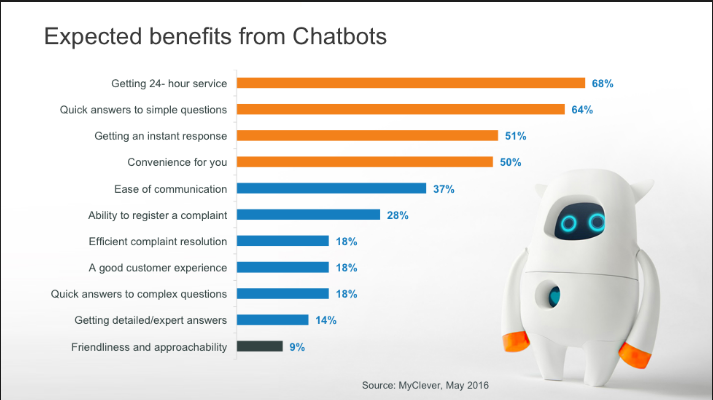 Expected benefits from Chatbots
Getting 24- hour service 68%
Quick answers to simple questions 64%
Getting an instant response 51%
Convenience for you 50%
Ease of communication 37%
Ability to register a complaint 28%
Efficient complaint resolution 18%
A good customer experience 18%
Quick answers to complex questions 18%
Getting detailed/expert answers 14%
Friendliness and approachability 9%
Source: MyClever, May 2016